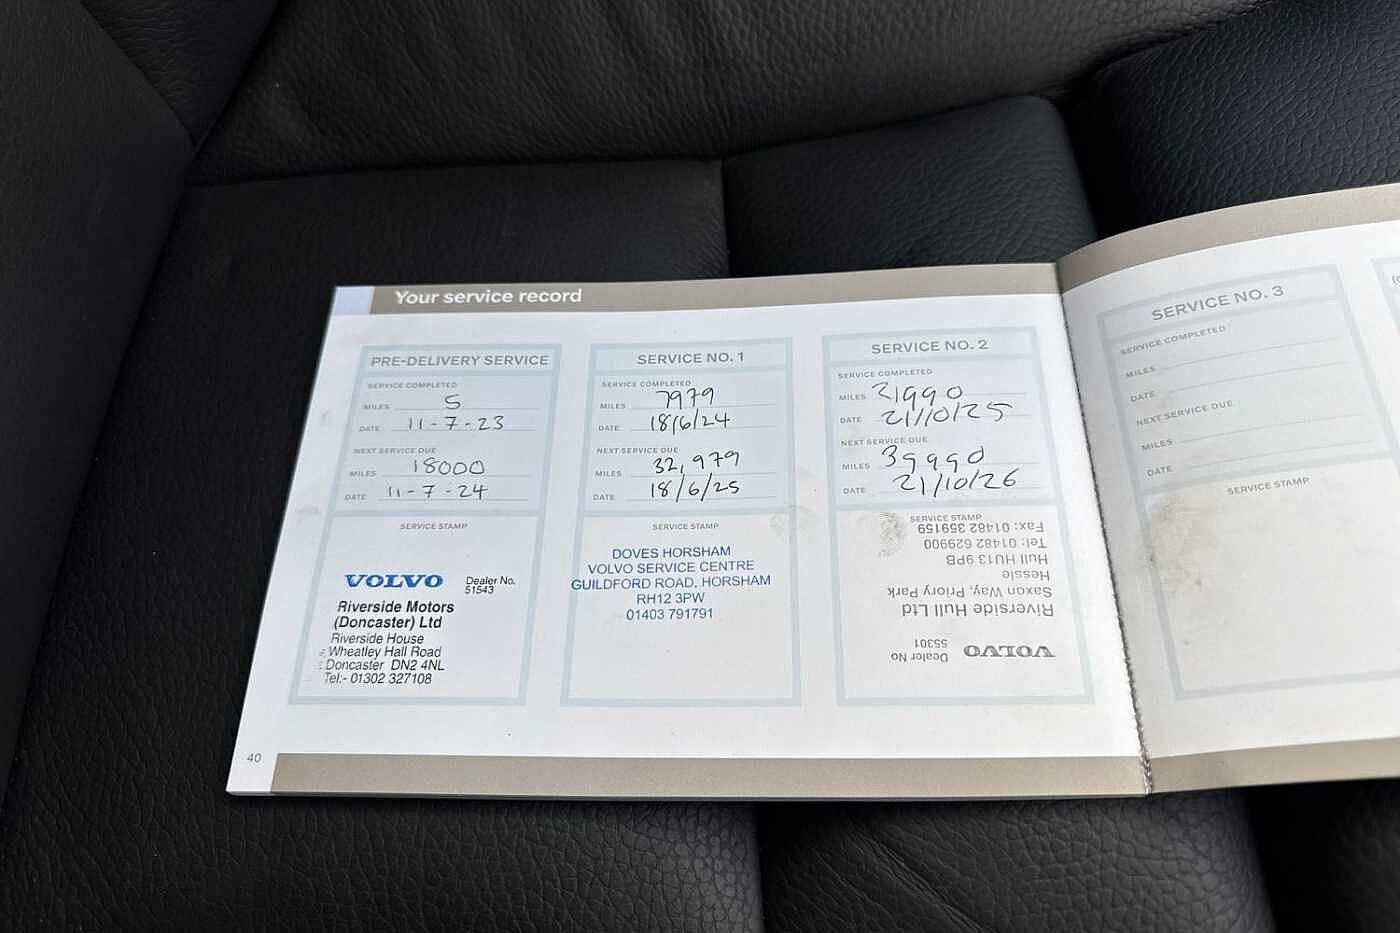 Your service record
PRE-DELIVERY SERVICE
SERVICE COMPLETED
MILES 5
DATE 11-7-23
NEXT SERVICE DUE
MILES 18000
DATE 11-7-24
SERVICE STAMP
VOLVO Dealer No.
51543
Riverside Motors
(Doncaster) Ltd
Riverside House
Wheatley Hall Road
Doncaster DN2 4NL
Tel:- 01302 327108
SERVICE NO. 1
SERVICE COMPLETED
MILES 7979
DATE 18/6/24
NEXT SERVICE DUE
MILES 32,979
DATE 18/6/25
SERVICE STAMP
DOVES HORSHAM
VOLVO SERVICE CENTRE
GUILDFORD ROAD, HORSHAM
RH12 3PW
01403 791791
SERVICE NO. 2
SERVICE COMPLETED
MILES 21990
DATE 21/10/25
NEXT SERVICE DUE
MILES 39990
DATE 21/10/26
SERVICE STAMP
VOLVO Dealer No
55301
Riverside Hull Ltd
Saxon Way, Priory Park
Hessle
Hull HU13 9PB
Tel: 01482 629900
Fax: 01482 359159
SERVICE NO. 3
SERVICE COMPLETED
MILES
DATE
NEXT SERVICE DUE
MILES
DATE
SERVICE STAMP
40